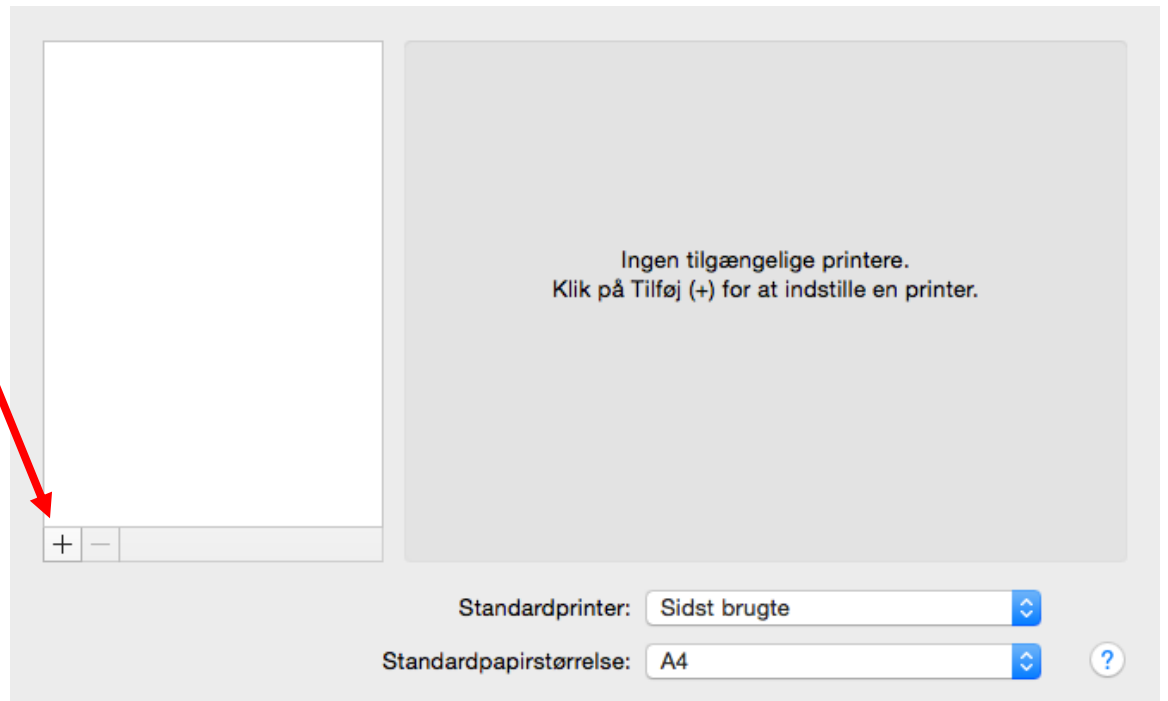 Ingen tilgængelige printere.
Klik på Tilføj (+) for at indstille en printer.
+ −
Standardprinter: Sidst brugte
Standardpapirstørrelse: A4
?